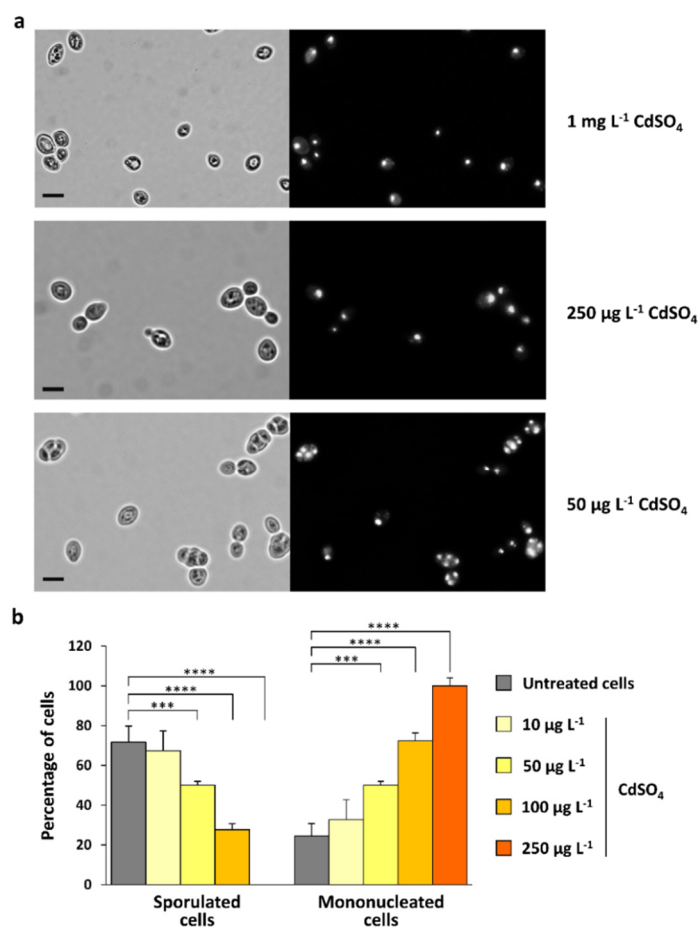 a
1 mg L⁻¹ CdSO₄
250 µg L⁻¹ CdSO₄
50 µg L⁻¹ CdSO₄
b
Percentage of cells
120
100
80
60
40
20
0
****
****
***
****
****
***
Sporulated
cells
Mononucleated
cells
Untreated cells
10 µg L⁻¹
50 µg L⁻¹
100 µg L⁻¹
250 µg L⁻¹
CdSO₄